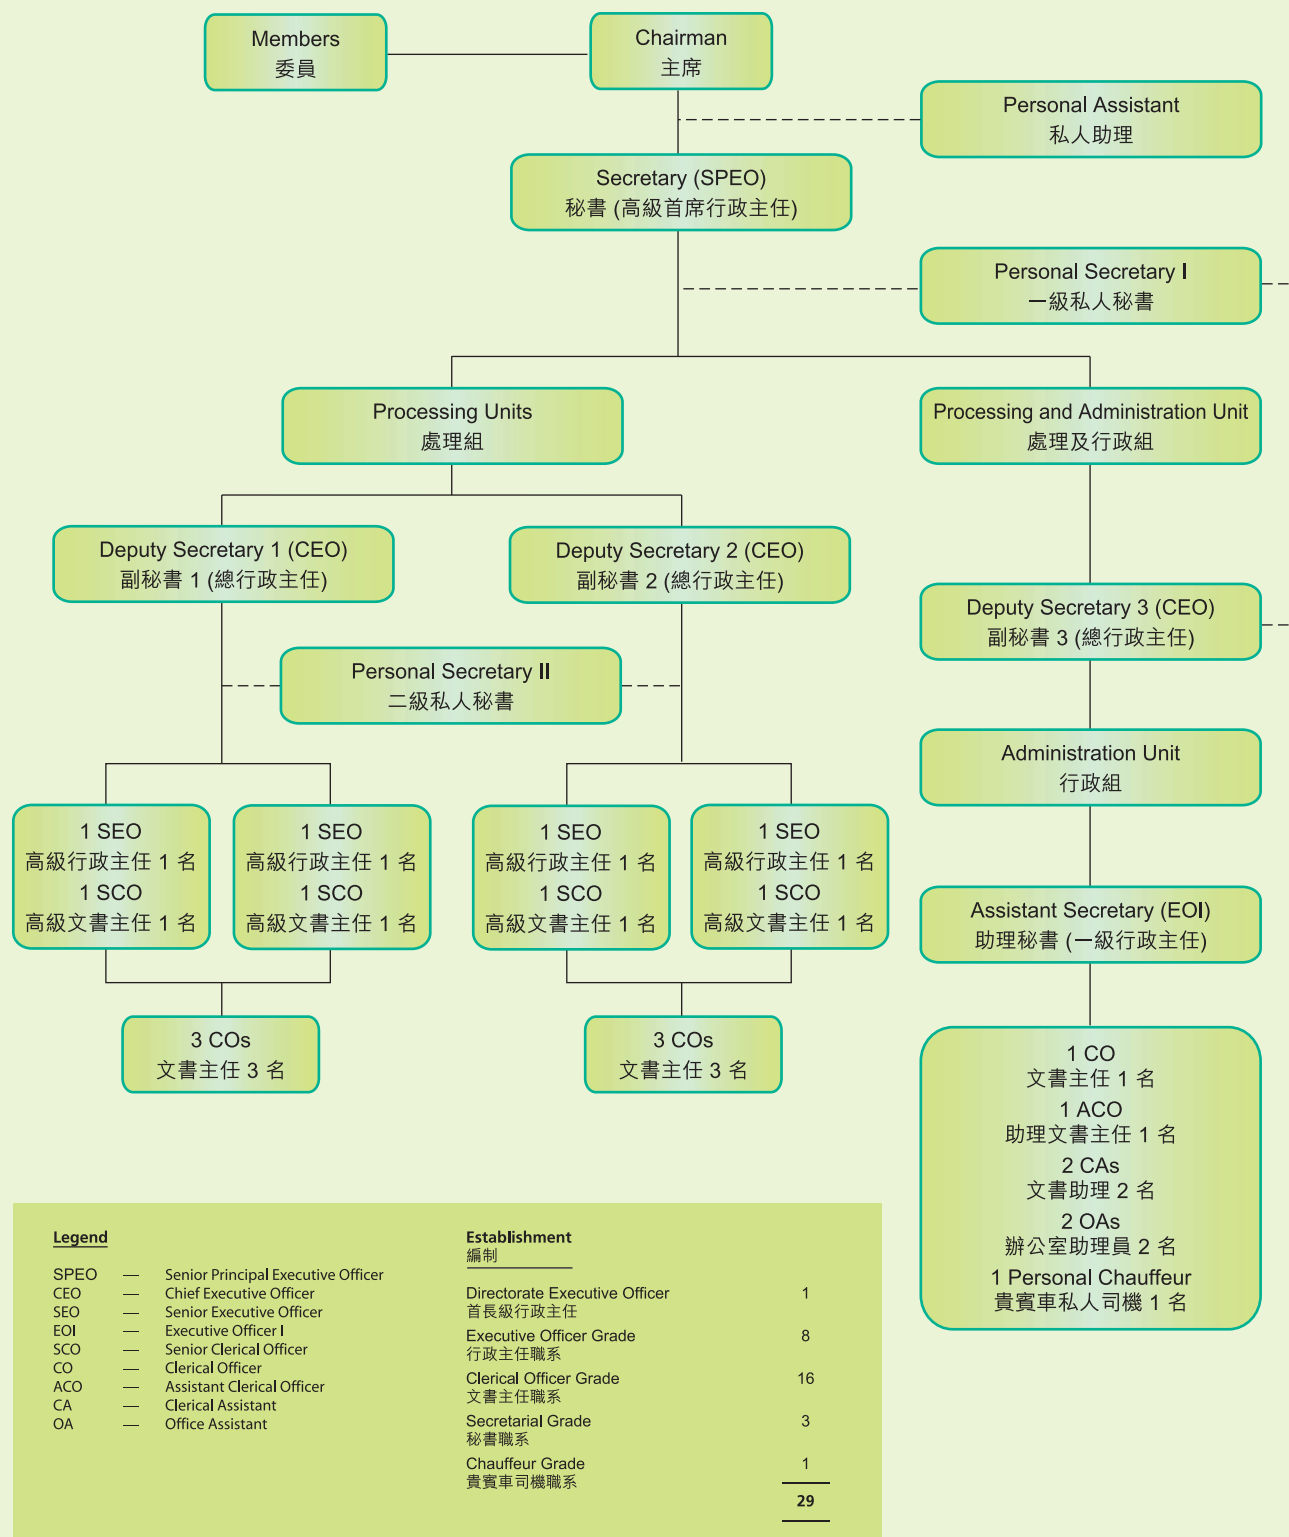 Members
委員
Chairman
主席
Personal Assistant
私人助理
Secretary (SPEO)
秘書 (高級首席行政主任)
Personal Secretary I
一級私人秘書
Processing Units
處理組
Processing and Administration Unit
處理及行政組
Deputy Secretary 1 (CEO)
副秘書 1 (總行政主任)
Deputy Secretary 2 (CEO)
副秘書 2 (總行政主任)
Deputy Secretary 3 (CEO)
副秘書 3 (總行政主任)
Personal Secretary II
二級私人秘書
Administration Unit
行政組
1 SEO
高級行政主任 1 名
1 SCO
高級文書主任 1 名
1 SEO
高級行政主任 1 名
1 SCO
高級文書主任 1 名
1 SEO
高級行政主任 1 名
1 SCO
高級文書主任 1 名
1 SEO
高級行政主任 1 名
1 SCO
高級文書主任 1 名
Assistant Secretary (EOI)
助理秘書 (一級行政主任)
3 COs
文書主任 3 名
3 COs
文書主任 3 名
1 CO
文書主任 1 名
1 ACO
助理文書主任 1 名
2 CAs
文書助理 2 名
2 OAs
辦公室助理員 2 名
1 Personal Chauffeur
貴賓車私人司機 1 名
Legend
SPEO — Senior Principal Executive Officer
CEO — Chief Executive Officer
SEO — Senior Executive Officer
EOI — Executive Officer I
SCO — Senior Clerical Officer
CO — Clerical Officer
ACO — Assistant Clerical Officer
CA — Clerical Assistant
OA — Office Assistant
Establishment
編制
Directorate Executive Officer 1
首長級行政主任
Executive Officer Grade 8
行政主任職系
Clerical Officer Grade 16
文書主任職系
Secretarial Grade 3
秘書職系
Chauffeur Grade 1
貴賓車司機職系
29